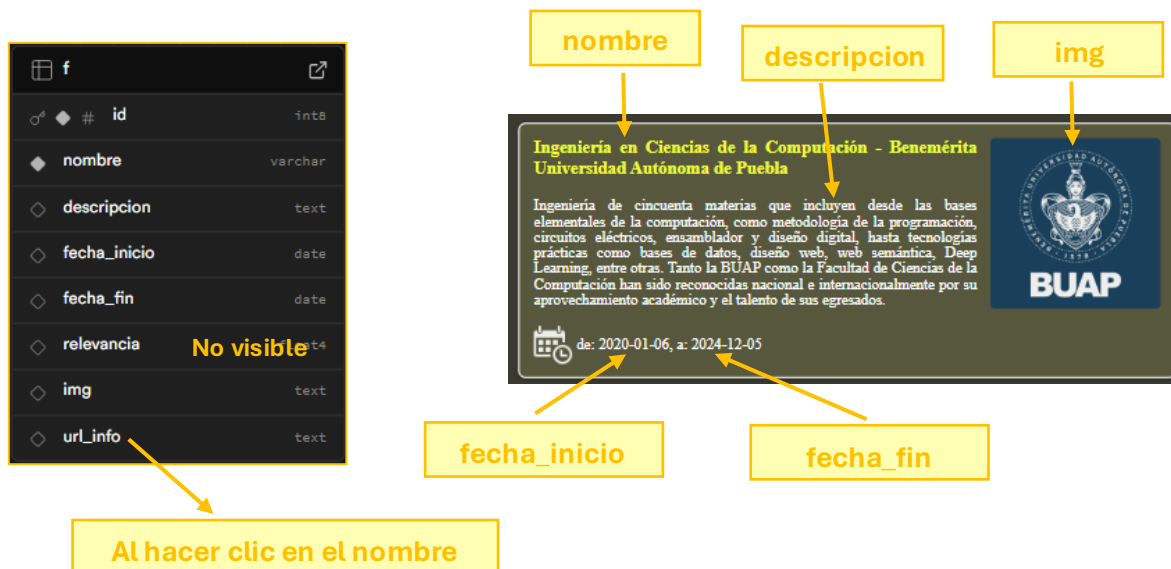 f
id int8
nombre varchar
descripcion text
fecha_inicio date
fecha_fin date
relevancia No visible
img text
url_info text
Al hacer clic en el nombre
nombre
descripcion
img
Ingeniería en Ciencias de la Computación - Benemérita
Universidad Autónoma de Puebla
Ingeniería de cincuenta materias que incluyen desde las bases
elementales de la computación, como metodología de la programación,
circuitos eléctricos, ensamblador y diseño digital, hasta tecnologías
prácticas como bases de datos, diseño web, web semántica, Deep
Learning, entre otras. Tanto la BUAP como la Facultad de Ciencias de la
Computación han sido reconocidas nacional e internacionalmente por su
aprovechamiento académico y el talento de sus egresados.
de: 2020-01-06, a: 2024-12-05
BENEMÉRITA UNIVERSIDAD AUTÓNOMA DE PUEBLA
BUAP
fecha_inicio
fecha_fin